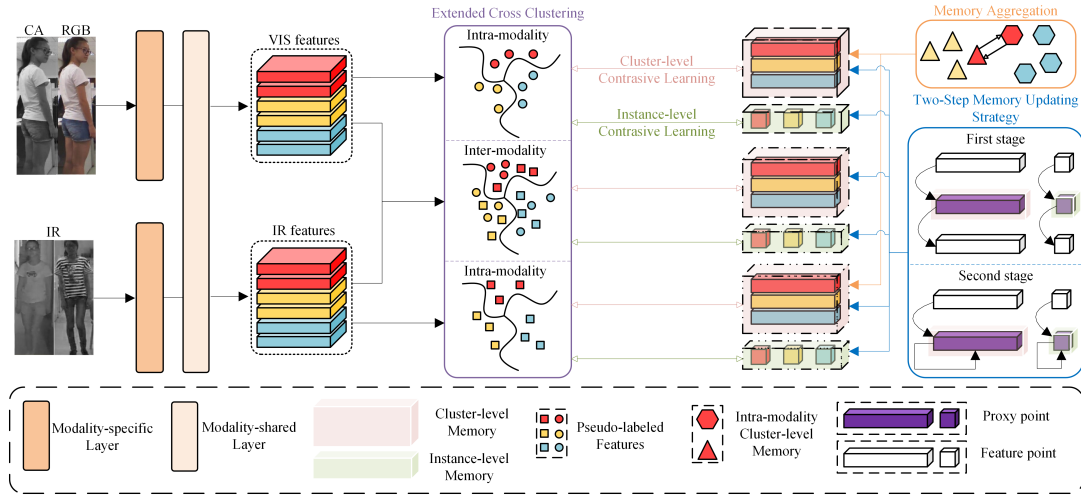 Extended Cross Clustering
Memory Aggregation
CA RGB
VIS features
Intra-modality
Cluster-level
Contrasive Learning
Two-Step Memory Updating
Strategy
Instance-level
Contrasive Learning
First stage
Inter-modality
IR
IR features
Intra-modality
Second stage
Modality-specific
Layer
Modality-shared
Layer
Cluster-level
Memory
Instance-level
Memory
Pseudo-labeled
Features
Intra-modality
Cluster-level
Memory
Proxy point
Feature point